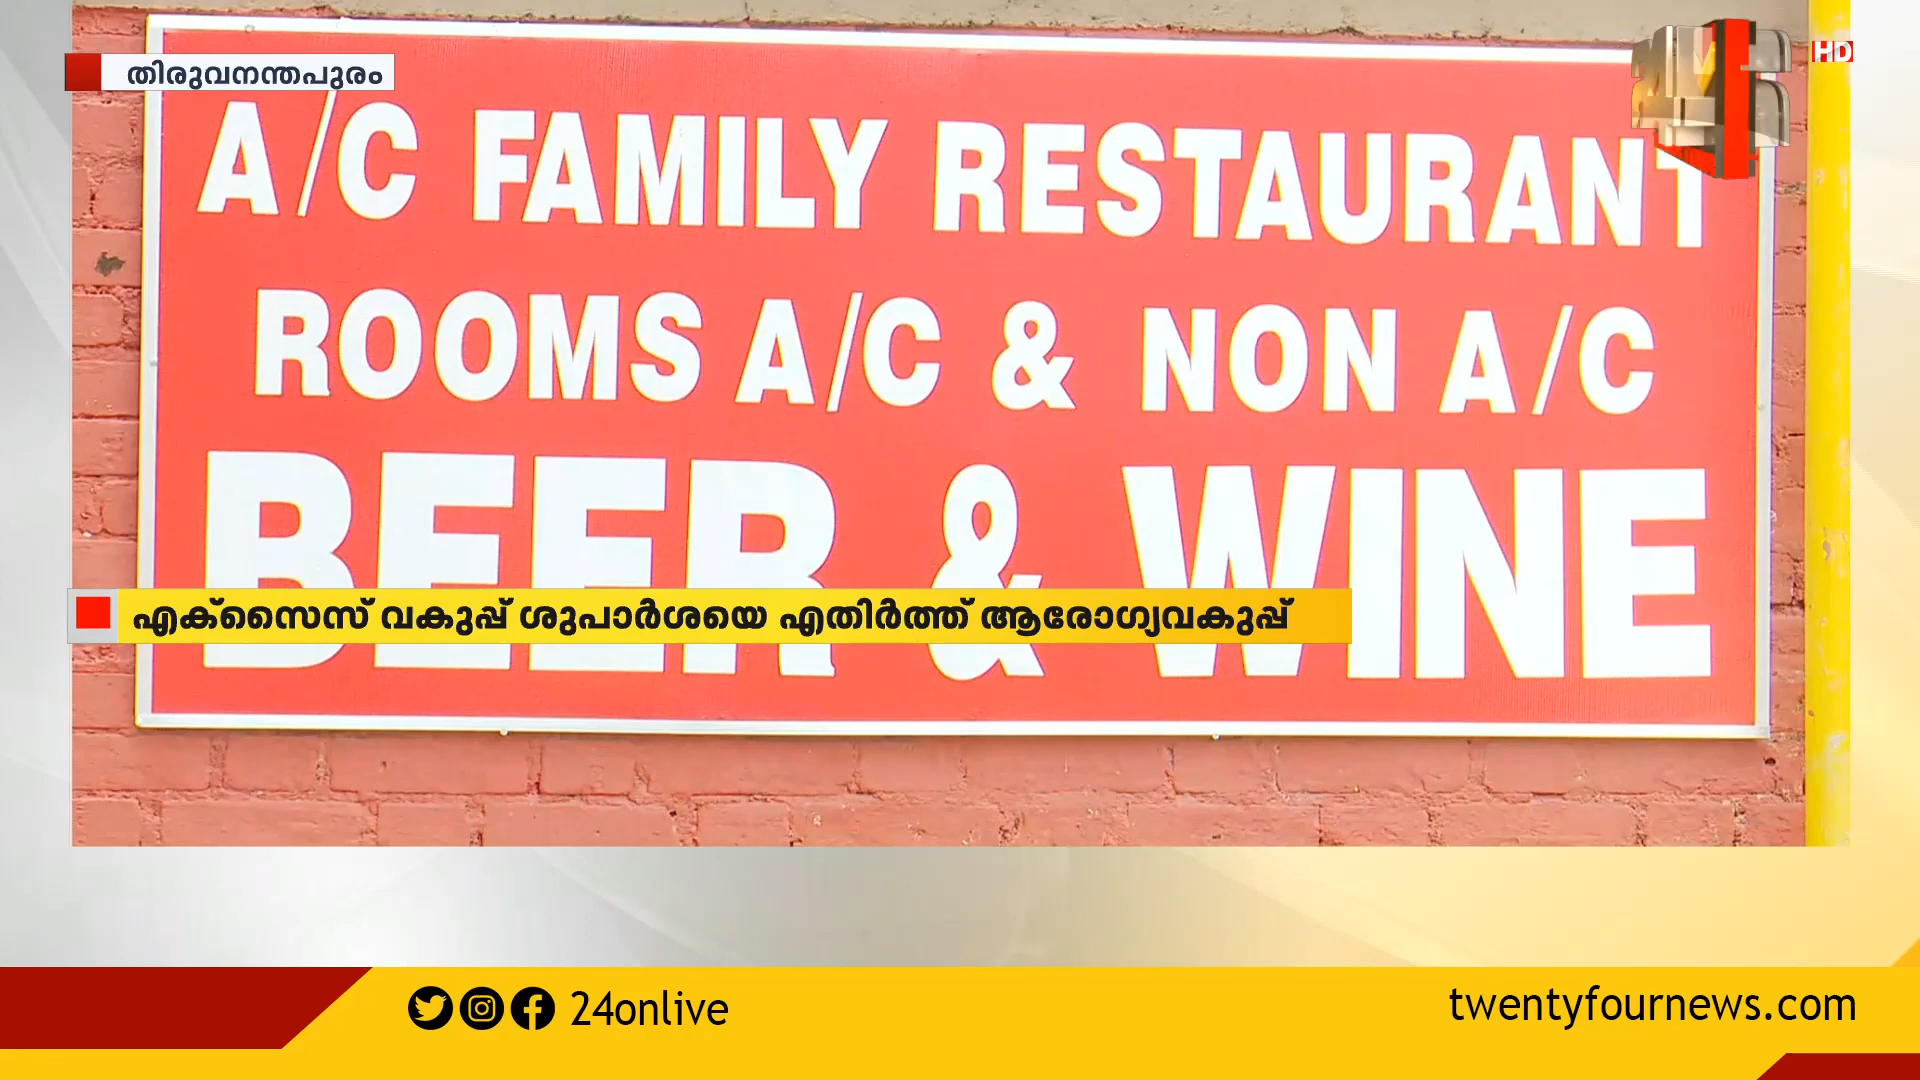 തിരുവനന്തപുരം
HD
A/C FAMILY RESTAURANT
ROOMS A/C & NON A/C
BEER & WINE
എക്സൈസ് വകുപ്പ് ശുപാർശയെ എതിർത്ത് ആരോഗ്യവകുപ്പ്
24onlive
twentyfournews.com